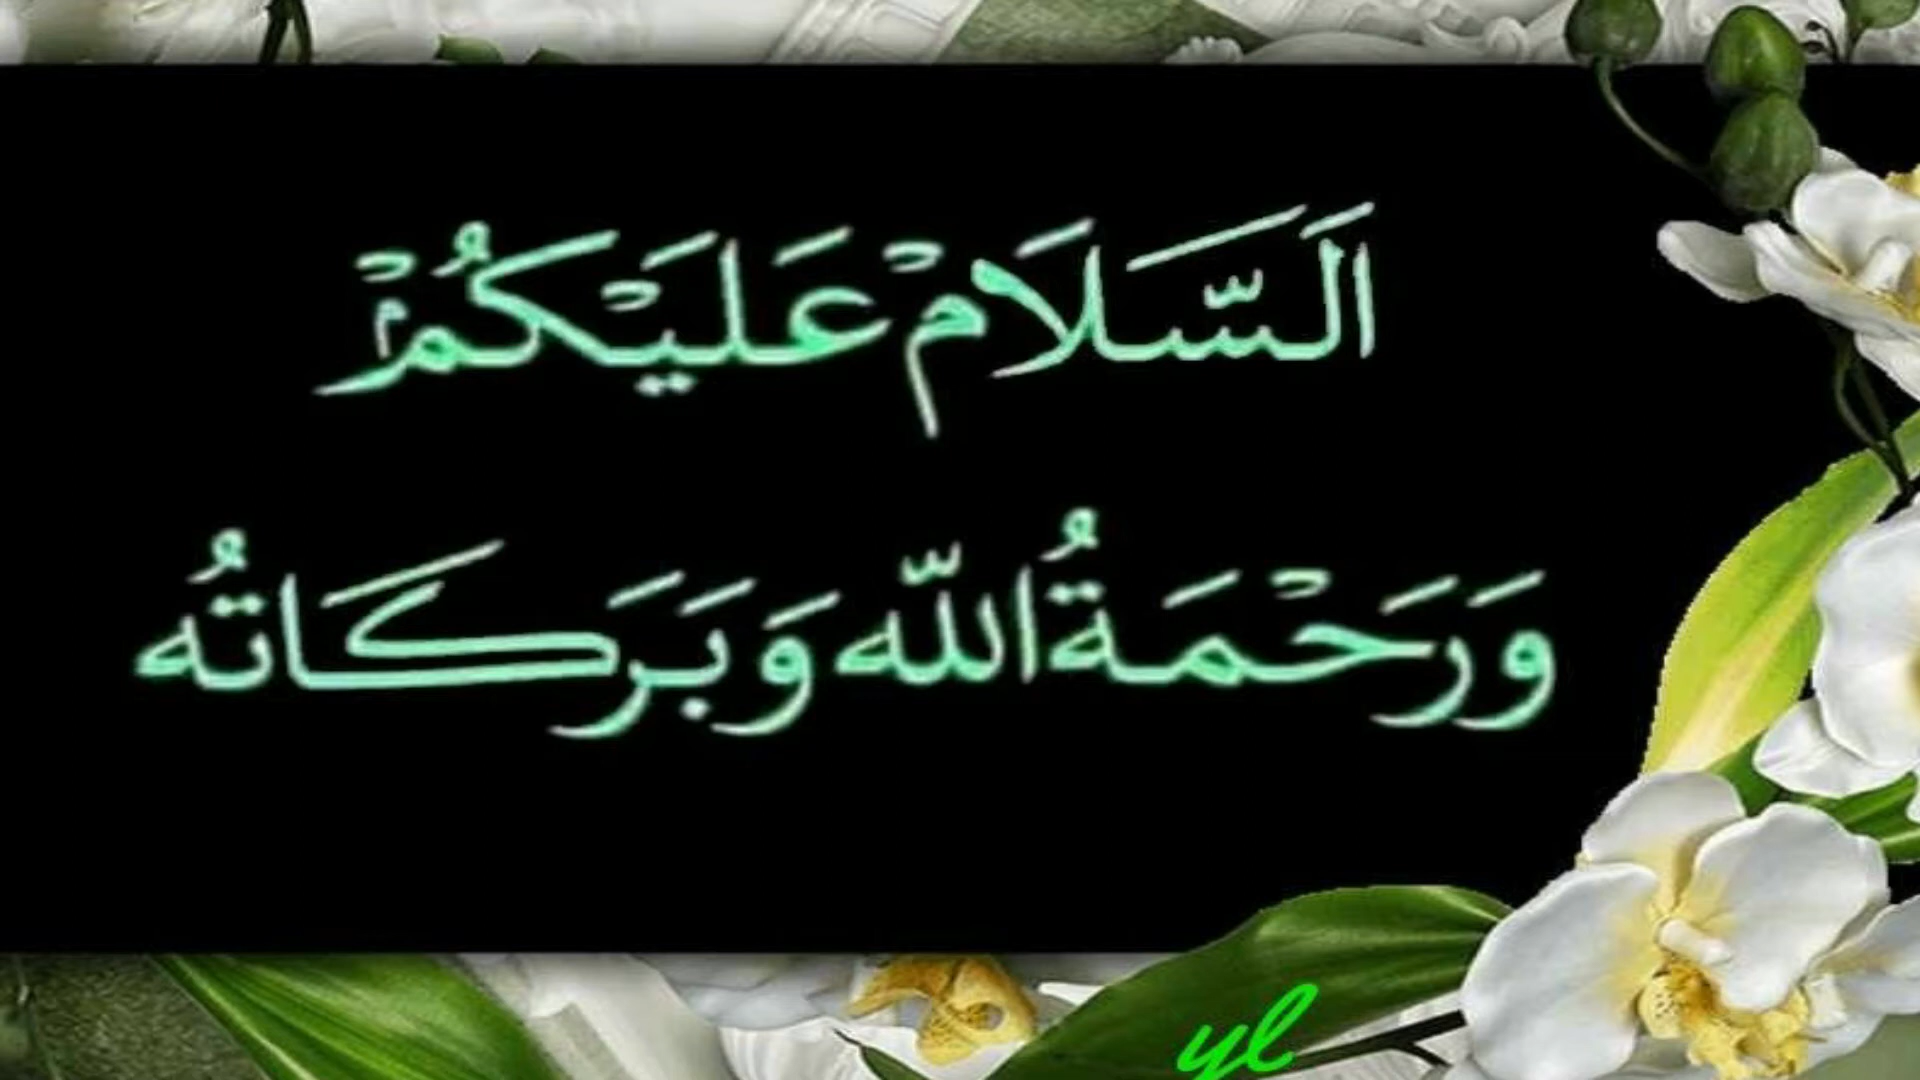 اَلسَّلَامْ عَلَيْكُمْ
وَرَحْمَةُ اللّه وَبَرَكَاتُه
yl